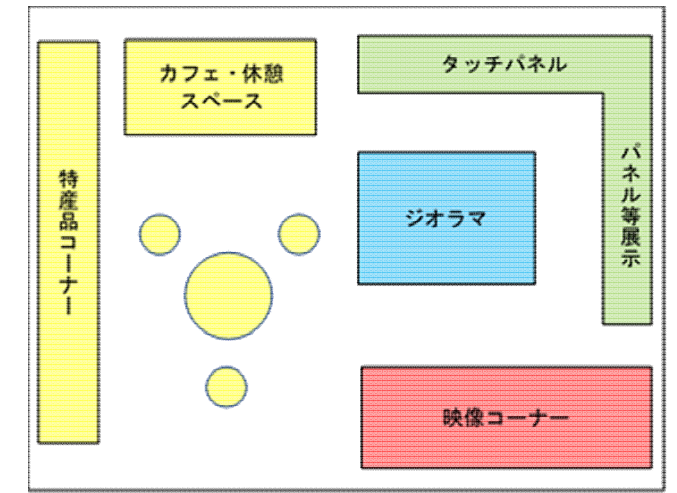 カフェ・休憩
スペース
タッチパネル
特産品コーナー
ジオラマ
パネル等展示
映像コーナー